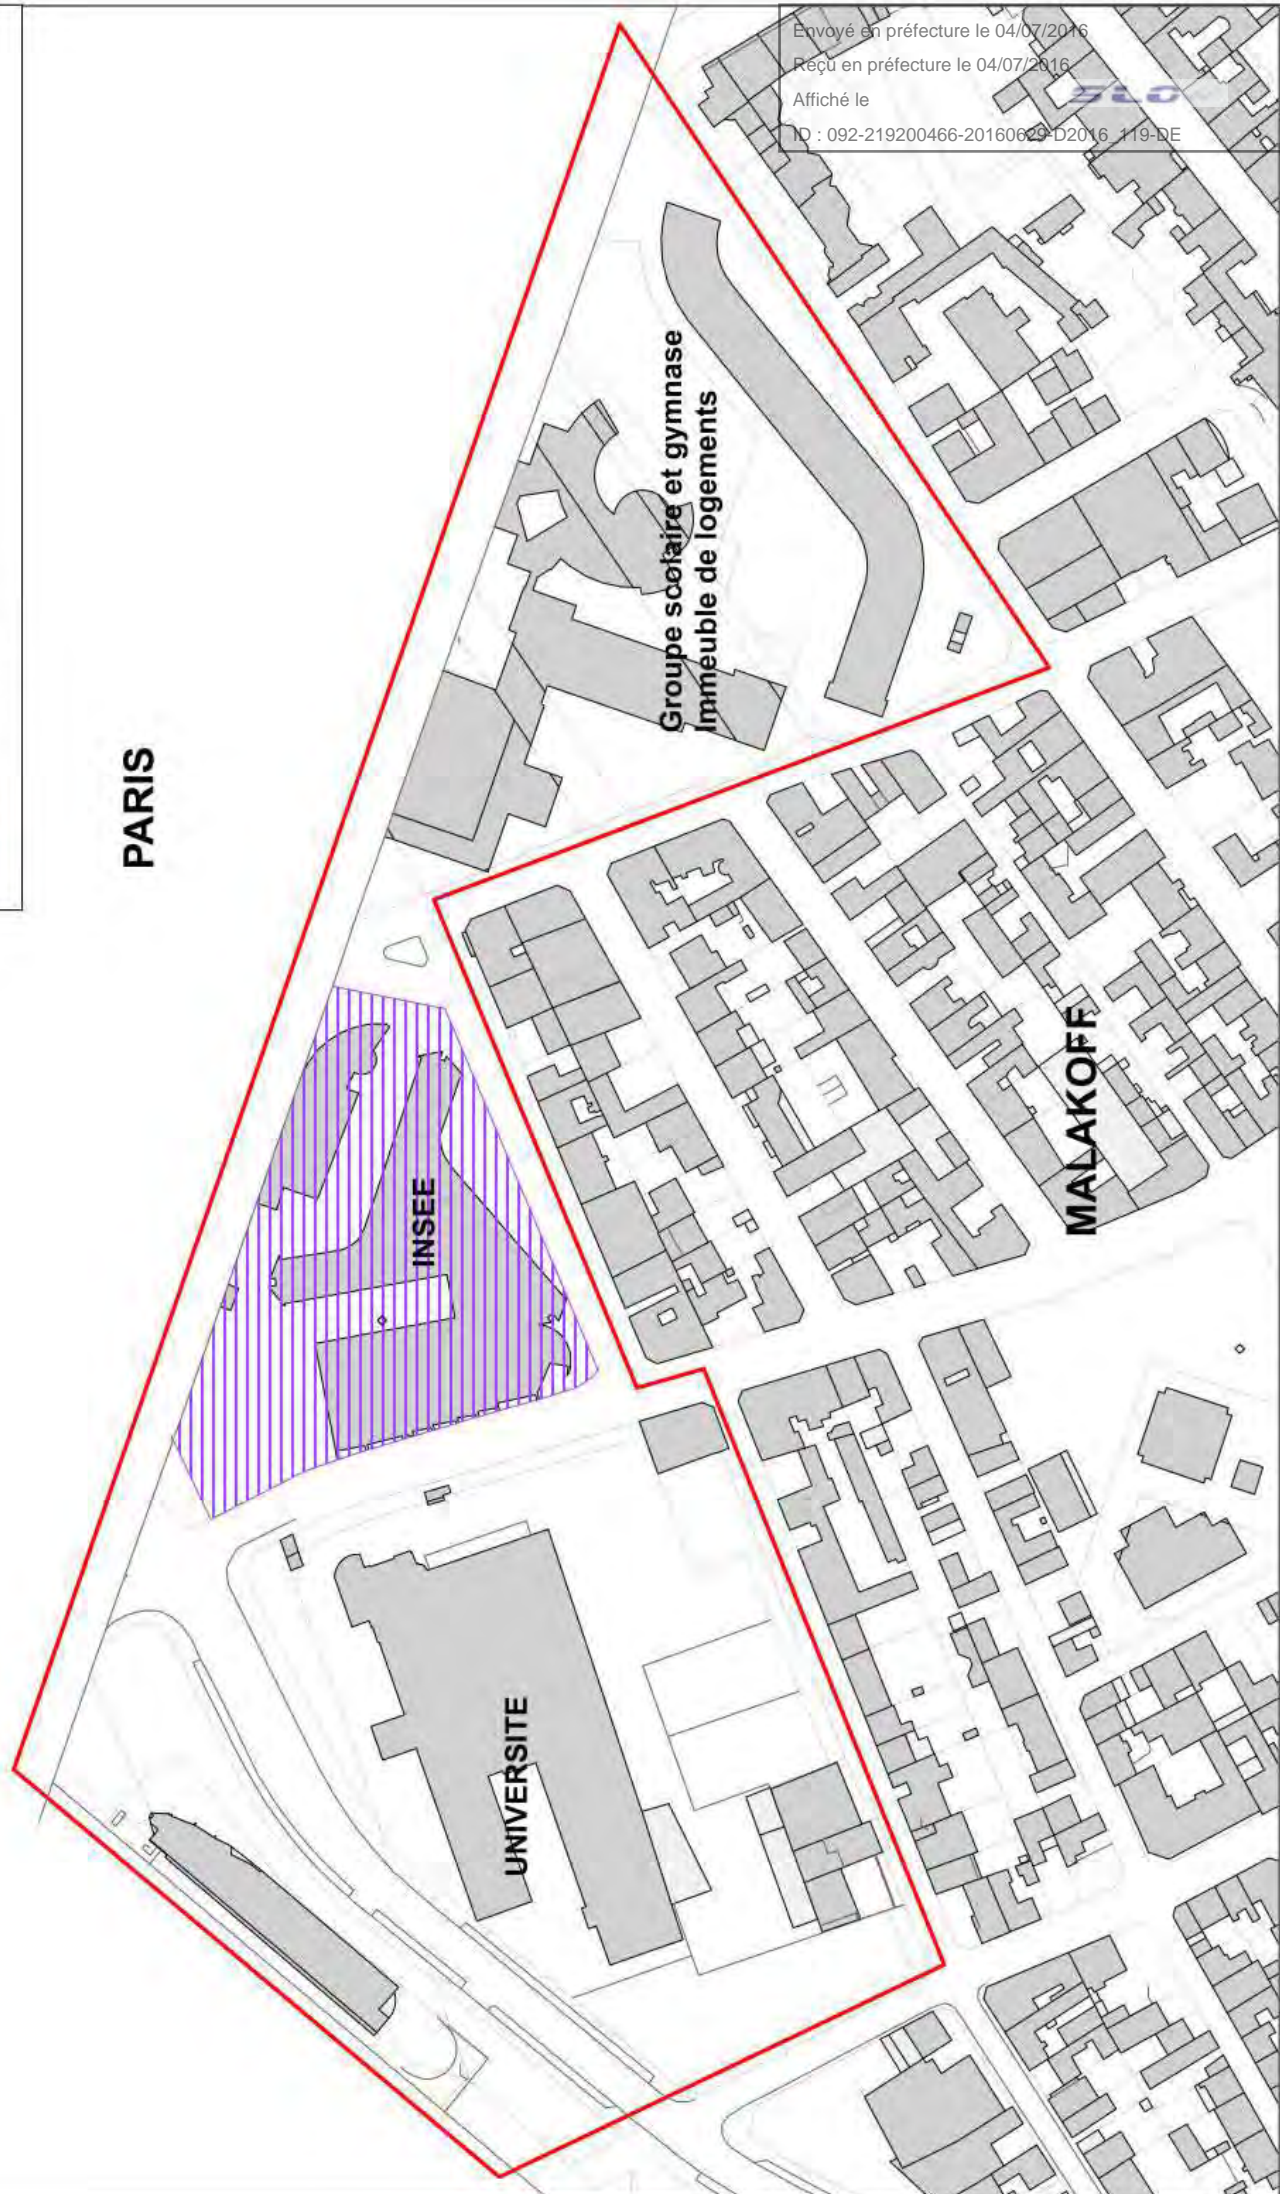 Envoyé en préfecture le 04/07/2016
Reçu en préfecture le 04/07/2016
Affiché le
SLO
ID : 092-219200466-20160629-D2016_119-DE
PARIS
Groupe scolaire et gymnase
Immeuble de logements
INSEE
MALAKOFF
UNIVERSITE